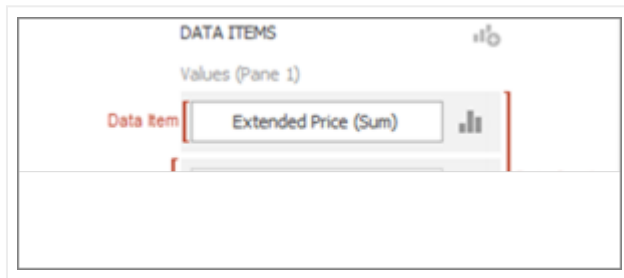 DATA ITEMS
Values (Pane 1)
Data Item
Extended Price (Sum)